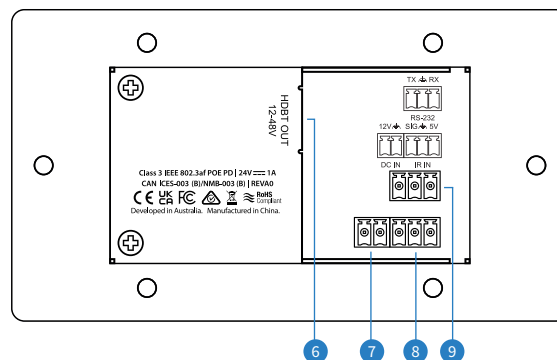 TX RX
RS-232
12V SIG 5V
DC IN IR IN
HDBT OUT
12-48V
Class 3 IEEE 802.3af POE PD | 24V 1A
CAN ICES-003 (B)/NMB-003 (B) | REVA0
CE UK CA FC RoHS Compliant
Developed in Australia. Manufactured in China.
6 7 8 9